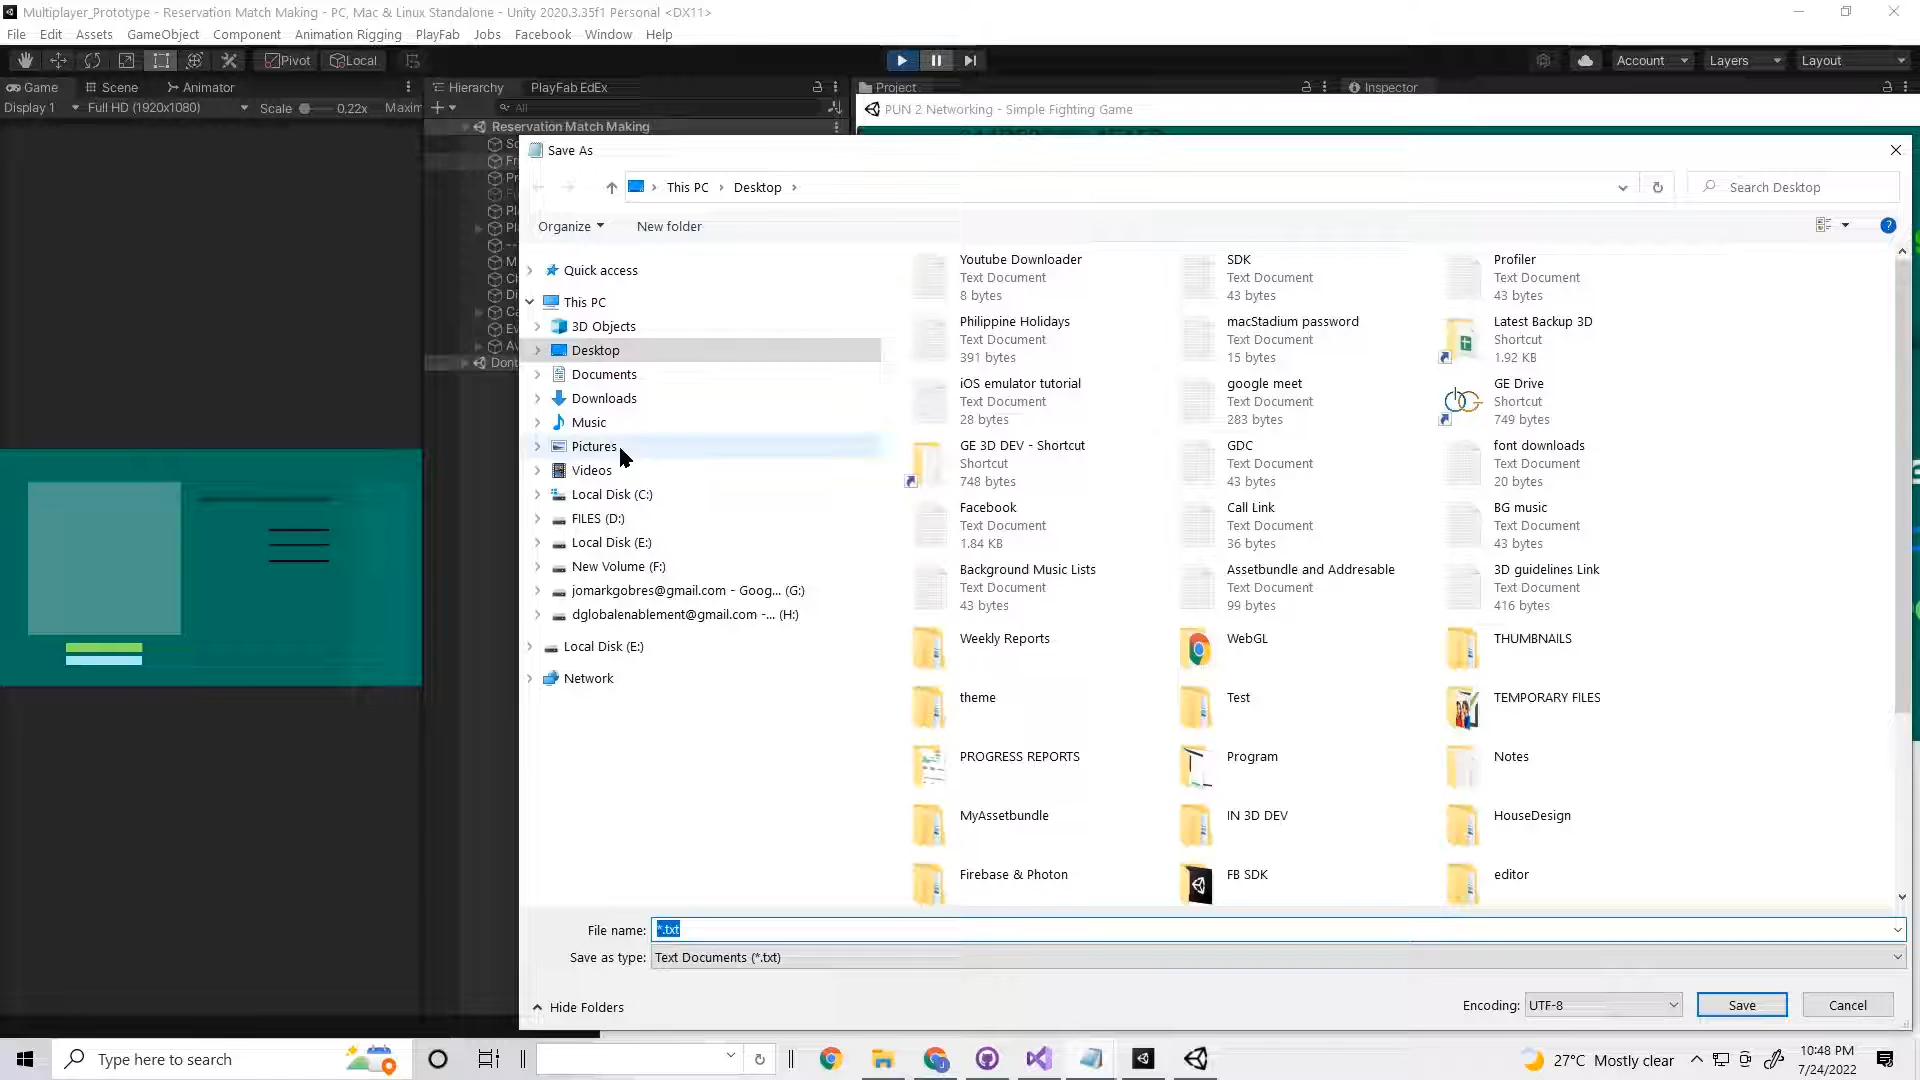 Multiplayer_Prototype - Reservation Match Making - PC, Mac & Linux Standalone - Unity 2020.3.35f1 Personal <DX11>
File Edit Assets GameObject Component Animation Rigging PlayFab Jobs Facebook Window Help
Pivot Local Account Layers Layout
Game Scene Animator Hierarchy PlayFab EdEx Project Inspector
Display 1 Full HD (1920x1080) Scale 0.22x Maxim All
PUN 2 Networking - Simple Fighting Game
Reservation Match Making
Save As
This PC Desktop
Search Desktop
Organize New folder
Quick access
This PC
3D Objects
Desktop
Documents
Downloads
Music
Pictures
Videos
Local Disk (C:)
FILES (D:)
Local Disk (E:)
New Volume (F:)
jomarkgobres@gmail.com - Goog... (G:)
dglobalenablement@gmail.com -... (H:)
Local Disk (E:)
Network
Youtube Downloader SDK Profiler
Text Document Text Document Text Document
8 bytes 43 bytes 43 bytes
Philippine Holidays macStadium password Latest Backup 3D
Text Document Text Document Shortcut
391 bytes 15 bytes 1.92 KB
iOS emulator tutorial google meet GE Drive
Text Document Text Document Shortcut
28 bytes 283 bytes 749 bytes
GE 3D DEV - Shortcut GDC font downloads
Shortcut Text Document Text Document
748 bytes 43 bytes 20 bytes
Facebook Call Link BG music
Text Document Text Document Text Document
1.84 KB 36 bytes 43 bytes
Background Music Lists Assetbundle and Addresable 3D guidelines Link
Text Document Text Document Text Document
43 bytes 99 bytes 416 bytes
Weekly Reports WebGL THUMBNAILS
theme Test TEMPORARY FILES
PROGRESS REPORTS Program Notes
MyAssetbundle IN 3D DEV HouseDesign
Firebase & Photon FB SDK editor
File name: *.txt
Save as type: Text Documents (*.txt)
Hide Folders Encoding: UTF-8 Save Cancel
Type here to search
27°C Mostly clear
10:48 PM
7/24/2022